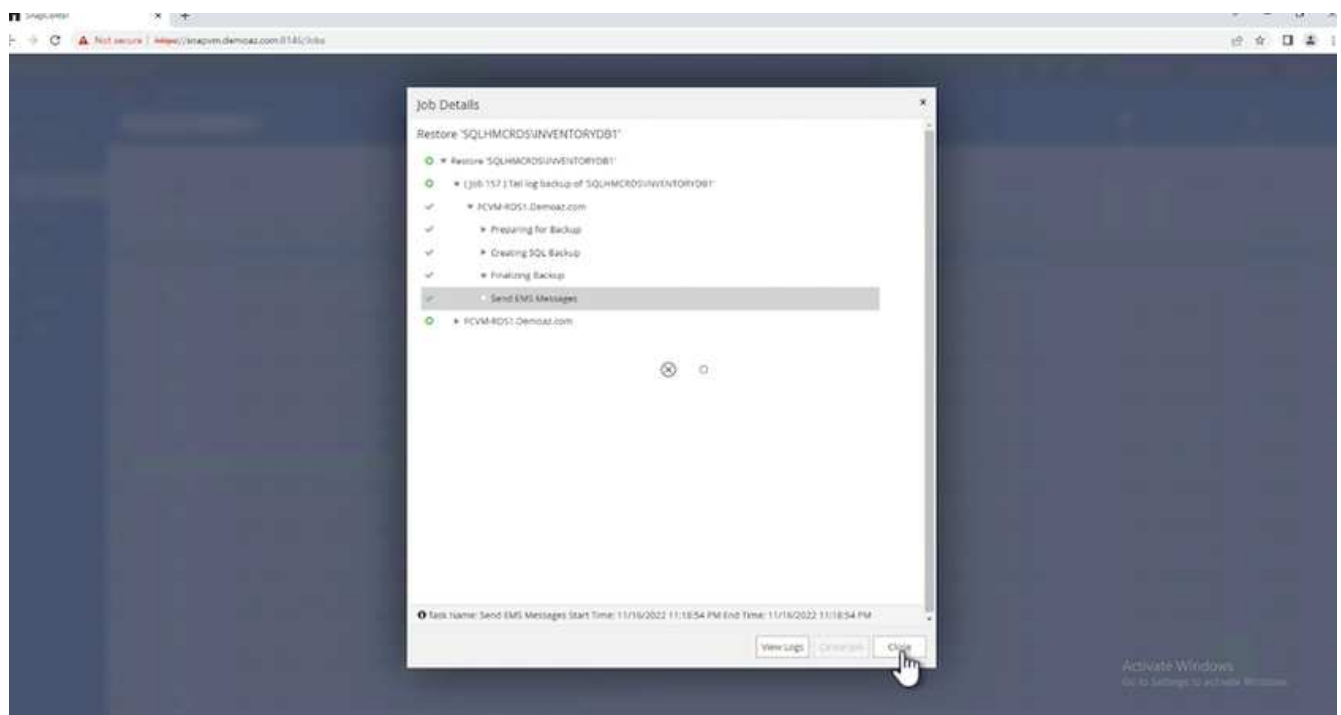 SnapCenter
Not secure | https://snapvm.demoaz.com:8146/Jobs
Job Details
Restore 'SQLHMCRDS\INVENTORYDB1'
Restore 'SQLHMCRDS\INVENTORYDB1'
( Job 157 ) Tail log backup of 'SQLHMCRDS\INVENTORYDB1'
FCVM-RDS1.Demoaz.com
Preparing for Backup
Creating SQL Backup
Finalizing Backup
Send EMS Messages
FCVM-RDS1.Demoaz.com
Task Name: Send EMS Messages Start Time: 11/16/2022 11:18:54 PM End Time: 11/16/2022 11:18:54 PM
View Logs Cancel Job Close
Activate Windows
Go to Settings to activate Windows.